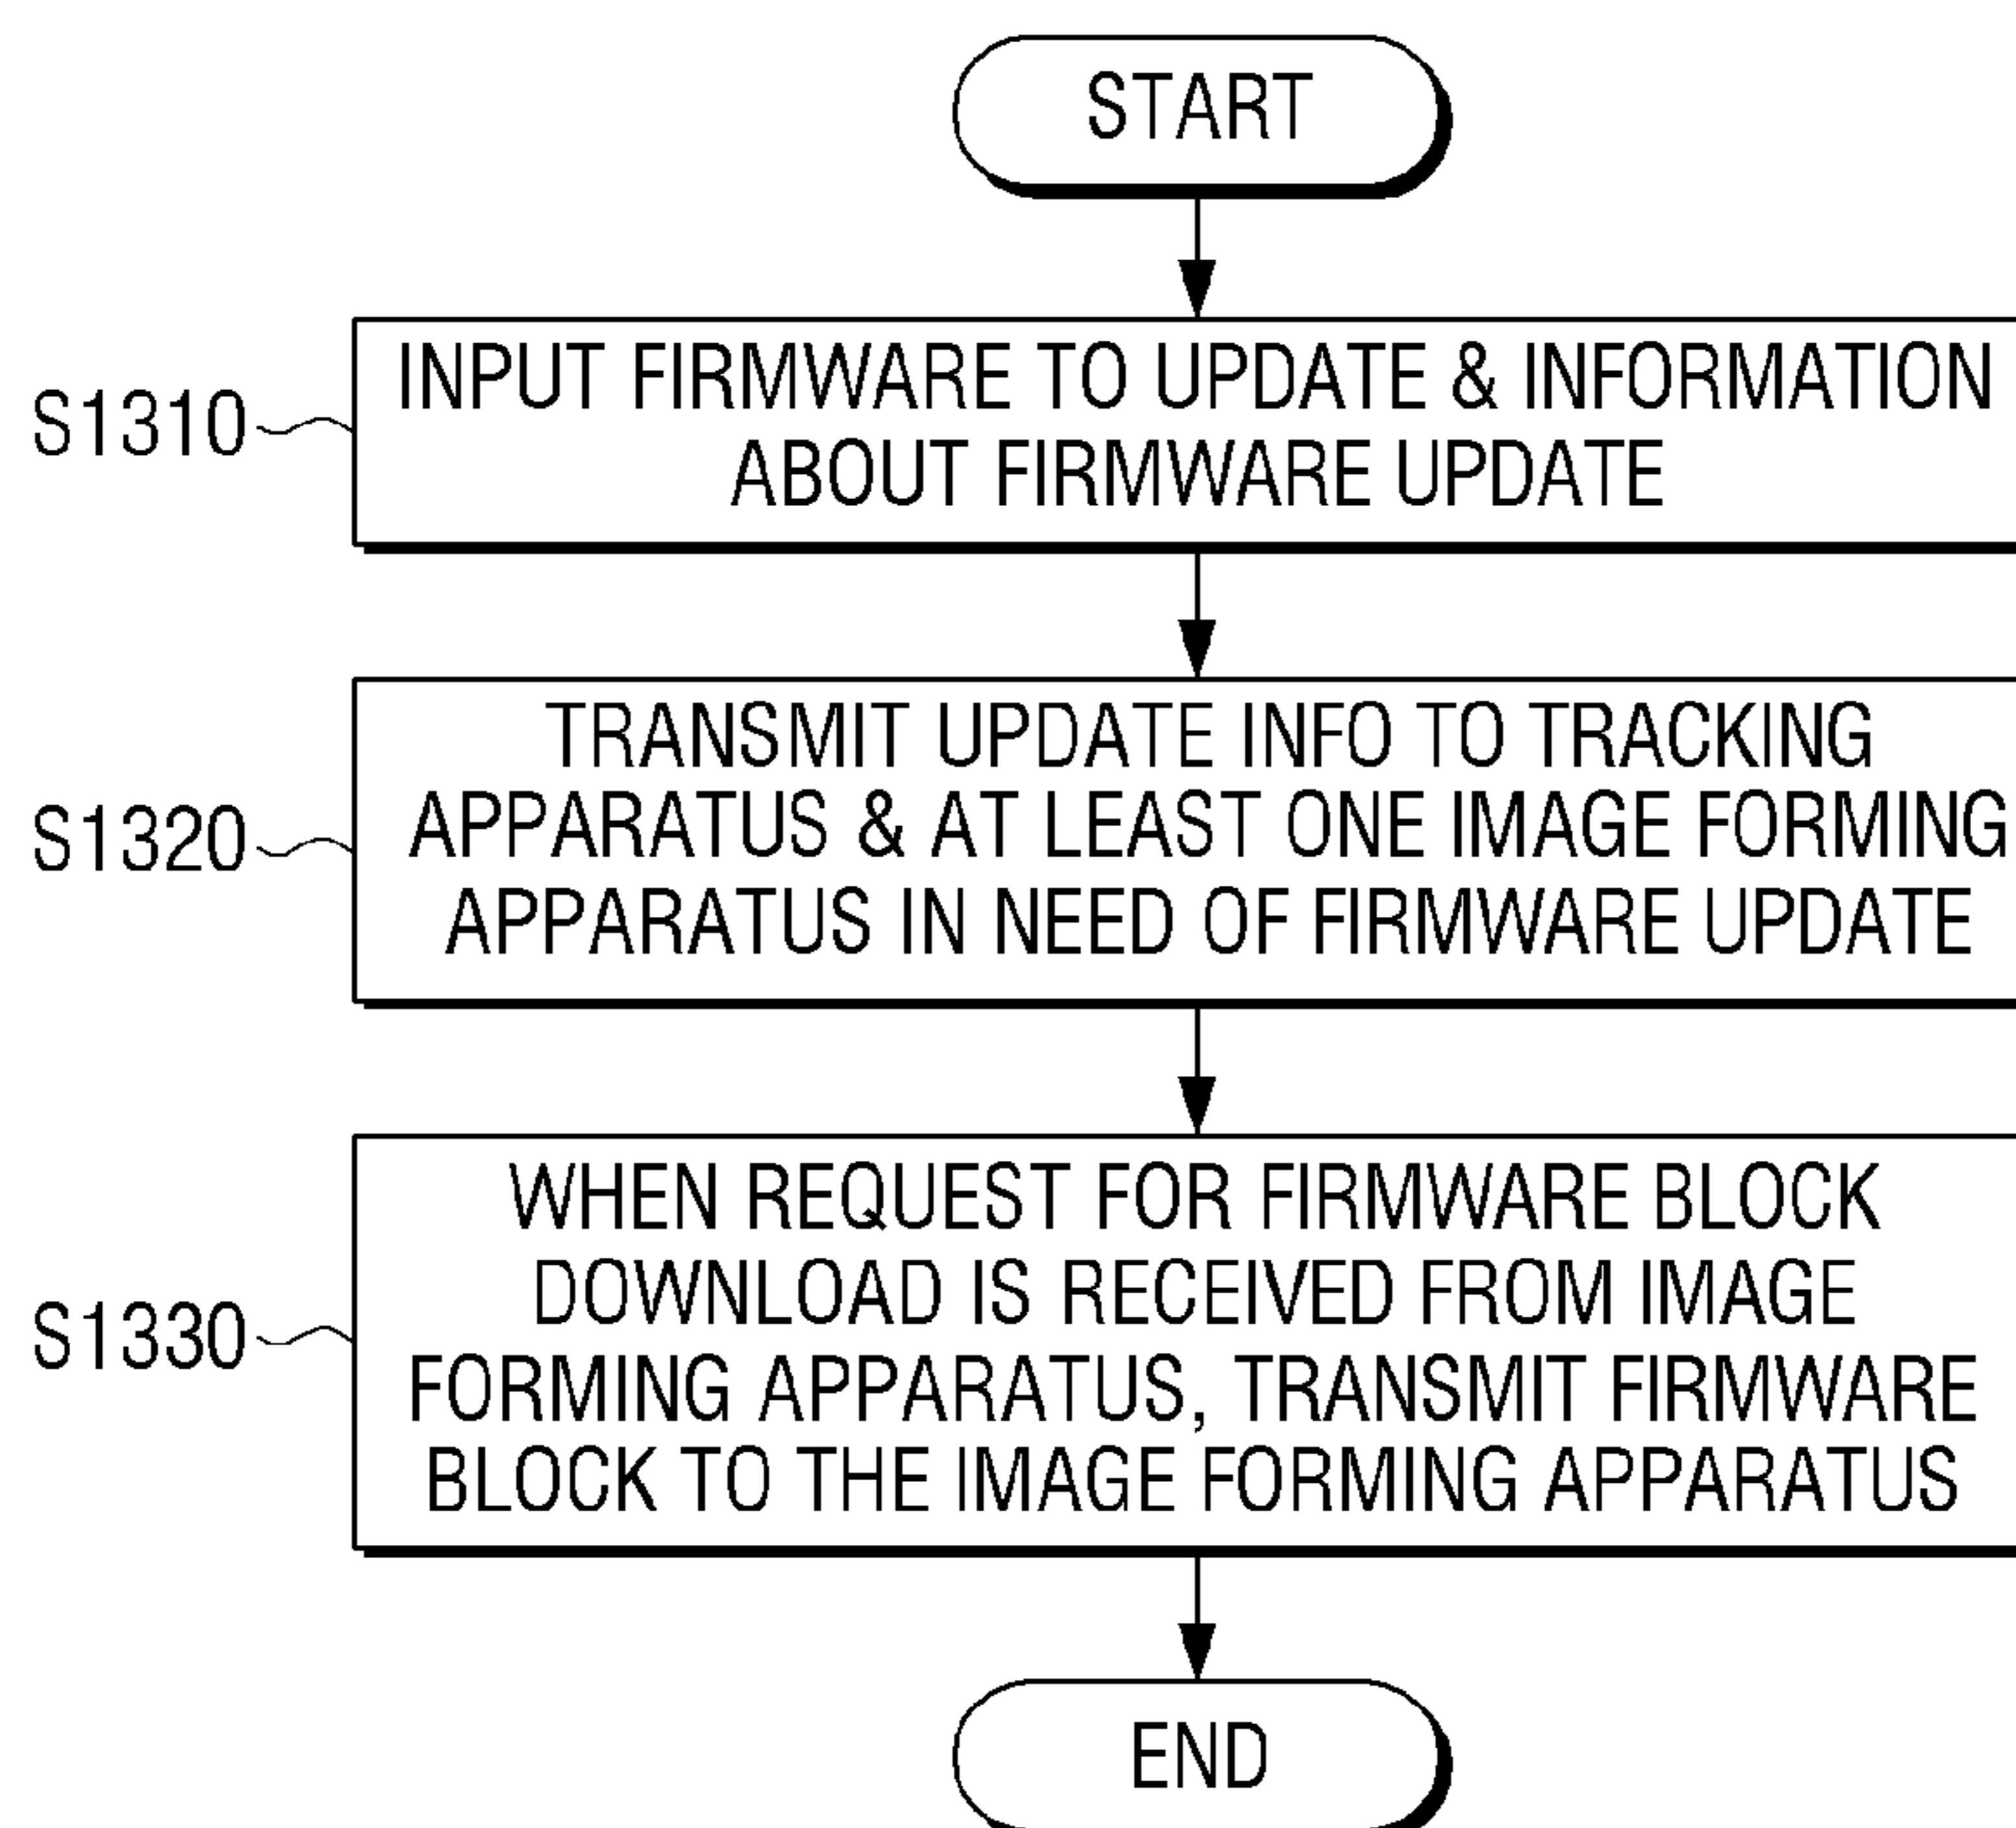 START
S1310
INPUT FIRMWARE TO UPDATE & INFORMATION
ABOUT FIRMWARE UPDATE
S1320
TRANSMIT UPDATE INFO TO TRACKING
APPARATUS & AT LEAST ONE IMAGE FORMING
APPARATUS IN NEED OF FIRMWARE UPDATE
S1330
WHEN REQUEST FOR FIRMWARE BLOCK
DOWNLOAD IS RECEIVED FROM IMAGE
FORMING APPARATUS, TRANSMIT FIRMWARE
BLOCK TO THE IMAGE FORMING APPARATUS
END